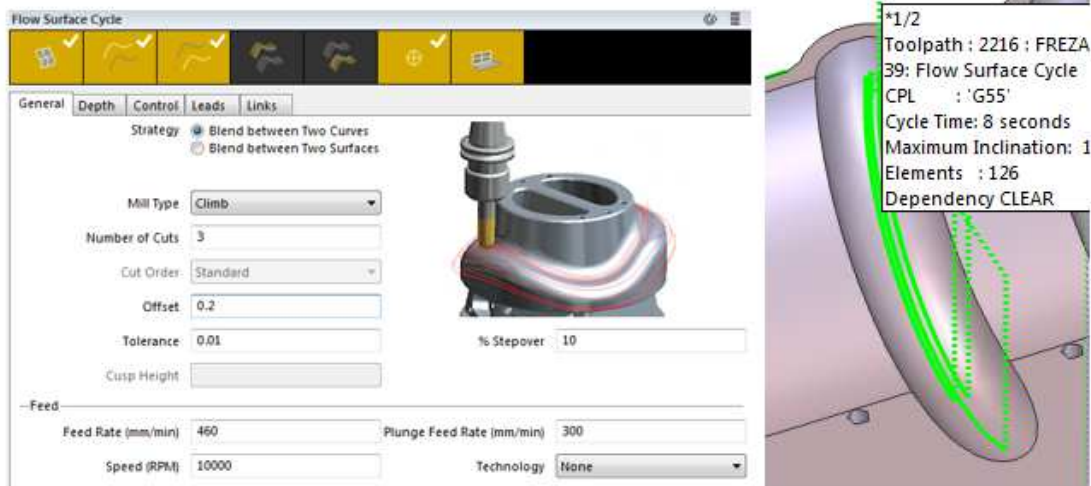 Flow Surface Cycle
General Depth Control Leads Links
Strategy Blend between Two Curves
Blend between Two Surfaces
Mill Type Climb
Number of Cuts 3
Cut Order Standard
Offset 0.2
Tolerance 0.01 % Stepover 10
Cusp Height
Feed
Feed Rate (mm/min) 460 Plunge Feed Rate (mm/min) 300
Speed (RPM) 10000 Technology None
*1/2
Toolpath : 2216 : FREZA
39: Flow Surface Cycle
CPL : 'G55'
Cycle Time: 8 seconds
Maximum Inclination: 1
Elements : 126
Dependency CLEAR